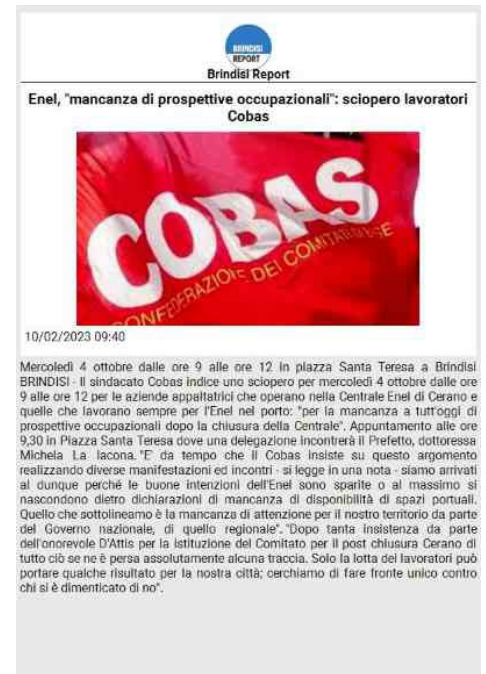 BRINDISI
REPORT
Brindisi Report
Enel, "mancanza di prospettive occupazionali": sciopero lavoratori
Cobas
COBAS
CONFEDERAZIONE DEI COMITATI DI BASE
10/02/2023 09:40
Mercoledì 4 ottobre dalle ore 9 alle ore 12 in piazza Santa Teresa a Brindisi
BRINDISI - Il sindacato Cobas indice uno sciopero per mercoledì 4 ottobre dalle ore
9 alle ore 12 per le aziende appaltatrici che operano nella Centrale Enel di Cerano e
quelle che lavorano sempre per l'Enel nel porto: "per la mancanza a tutt'oggi di
prospettive occupazionali dopo la chiusura della Centrale". Appuntamento alle ore
9,30 in Piazza Santa Teresa dove una delegazione incontrerà il Prefetto, dottoressa
Michela La Iacona. "E' da tempo che il Cobas insiste su questo argomento
realizzando diverse manifestazioni ed incontri - si legge in una nota - siamo arrivati
al dunque perché le buone intenzioni dell'Enel sono sparite o al massimo si
nascondono dietro dichiarazioni di mancanza di disponibilità di spazi portuali.
Quello che sottolineamo è la mancanza di attenzione per il nostro territorio da parte
del Governo nazionale, di quello regionale". "Dopo tanta insistenza da parte
dell'onorevole D'Attis per la istituzione del Comitato per il post chiusura Cerano di
tutto ciò se ne è persa assolutamente alcuna traccia. Solo la lotta dei lavoratori può
portare qualche risultato per la nostra città; cerchiamo di fare fronte unico contro
chi si è dimenticato di no".